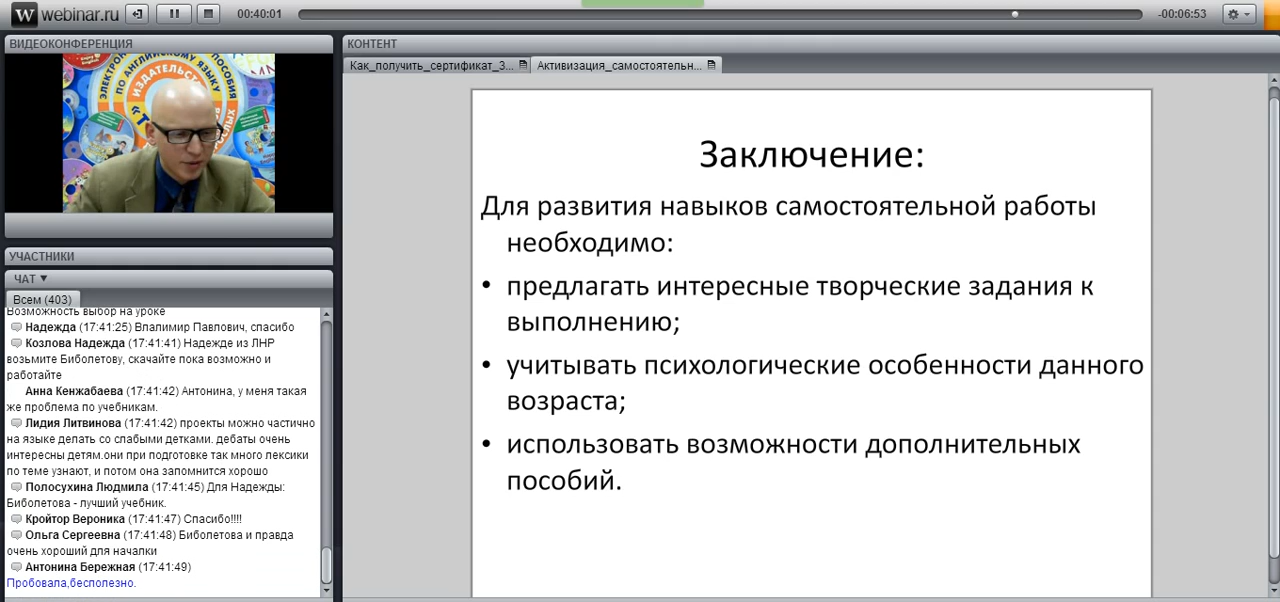 webinar.ru
00:40:01
-00:06:53
ВИДЕОКОНФЕРЕНЦИЯ
ЭЛЕКТРОННЫЕ ПОСОБИЯ
ПО АНГЛИЙСКОМУ ЯЗЫКУ
ИЗДАТЕЛЬСТВ
УЧАСТНИКИ
ЧАТ ▼
Всем (403)
Возможность выбор на уроке
Надежда (17:41:25) Влалимир Павлович, спасибо
Козлова Надежда (17:41:41) Надежде из ЛНР
возьмите Биболетову, скачайте пока возможно и
работайте
Анна Кенжабаева (17:41:42) Антонина, у меня такая
же проблема по учебникам.
Лидия Литвинова (17:41:42) проекты можно частично
на языке делать со слабыми детками. дебаты очень
интересны детям.они при подготовке так много лексики
по теме узнают, и потом она запомнится хорошо
Полосухина Людмила (17:41:45) Для Надежды:
Биболетова - лучший учебник.
Кройтор Вероника (17:41:47) Спасибо!!!!
Ольга Сергеевна (17:41:48) Биболетова и правда
очень хороший для началки
Антонина Бережная (17:41:49)
Пробовала,бесполезно.
КОНТЕНТ
Как_получить_сертификат_З...
Активизация_самостоятельн...
Заключение:
Для развития навыков самостоятельной работы
необходимо:
• предлагать интересные творческие задания к
выполнению;
• учитывать психологические особенности данного
возраста;
• использовать возможности дополнительных
пособий.